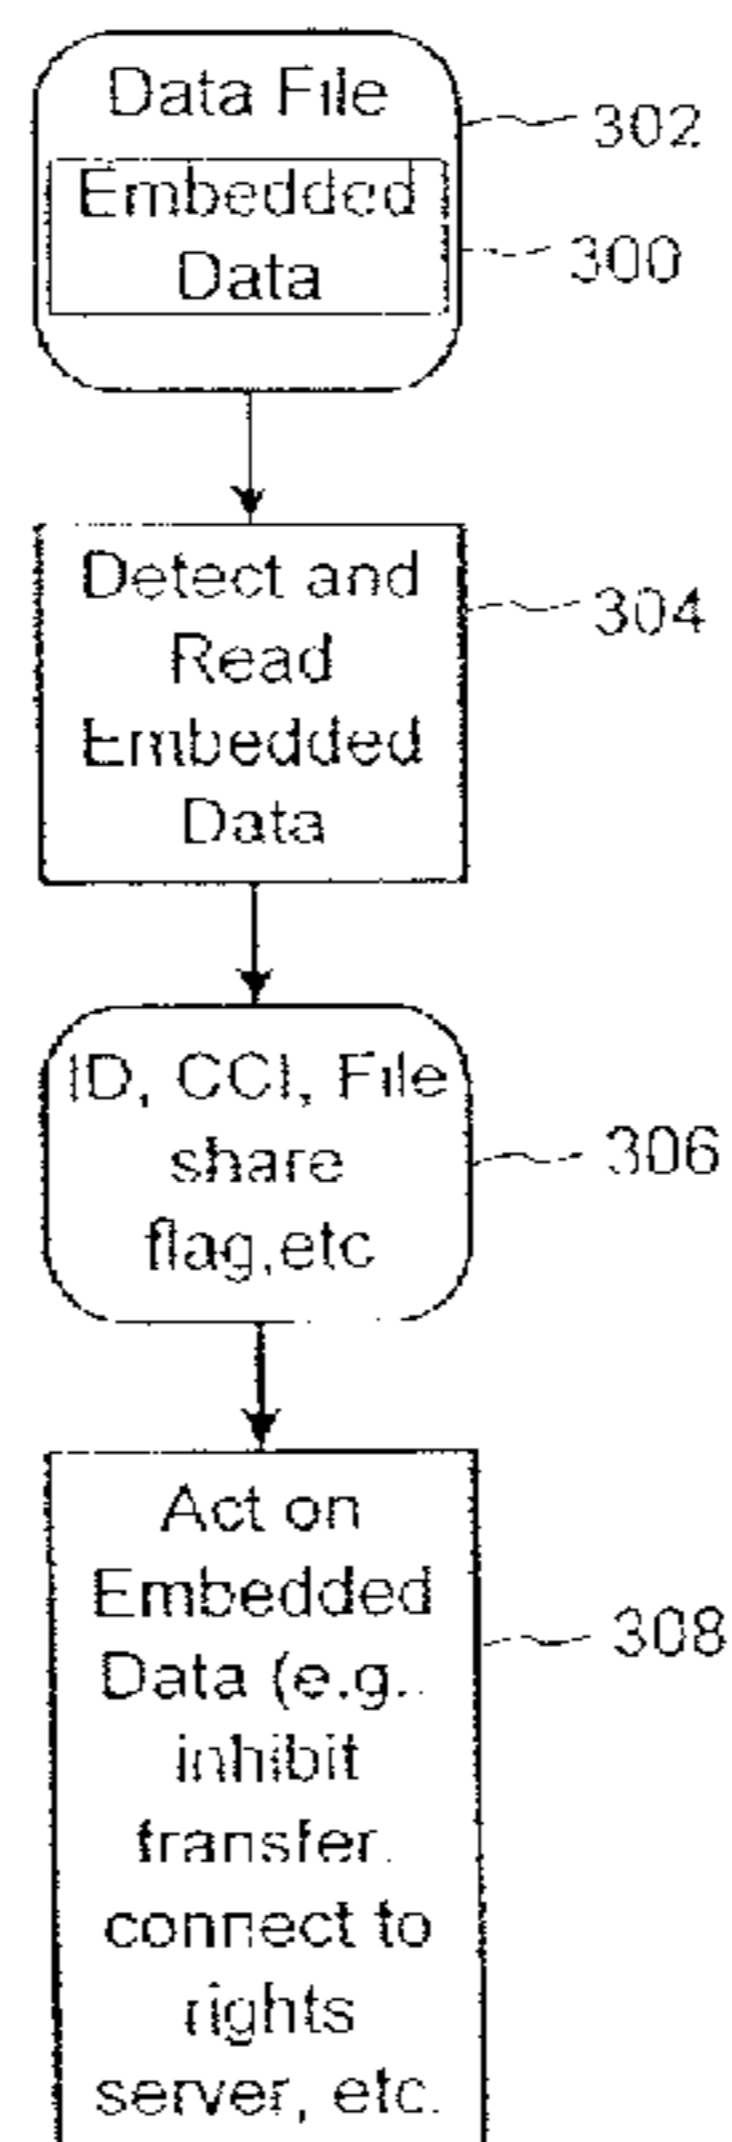 Data File
302
Embedded
Data
300
Detect and
Read
Embedded
Data
304
ID, CCI, File
share
flag,etc
306
Act on
Embedded
Data (e.g.,
inhibit
transfer,
connect to
rights
server, etc.
308